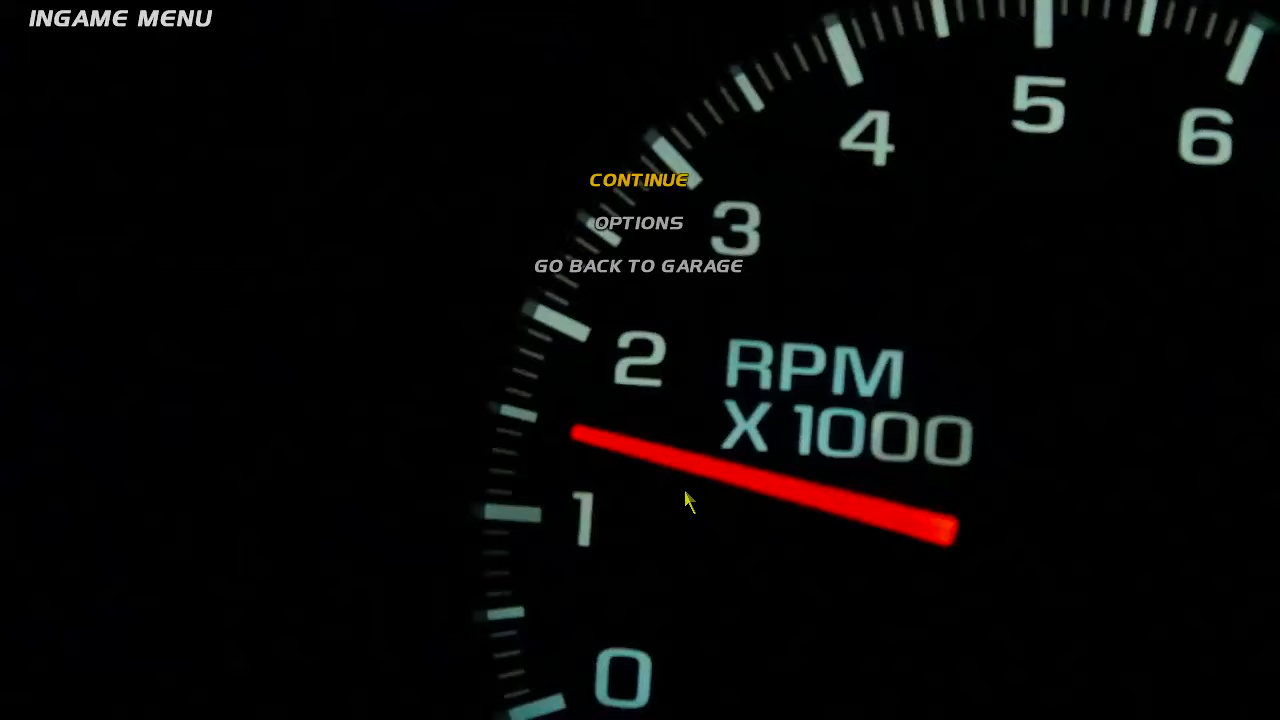 INGAME MENU
CONTINUE
OPTIONS
GO BACK TO GARAGE
0
1
2
3
4
5
6
RPM
X 1000